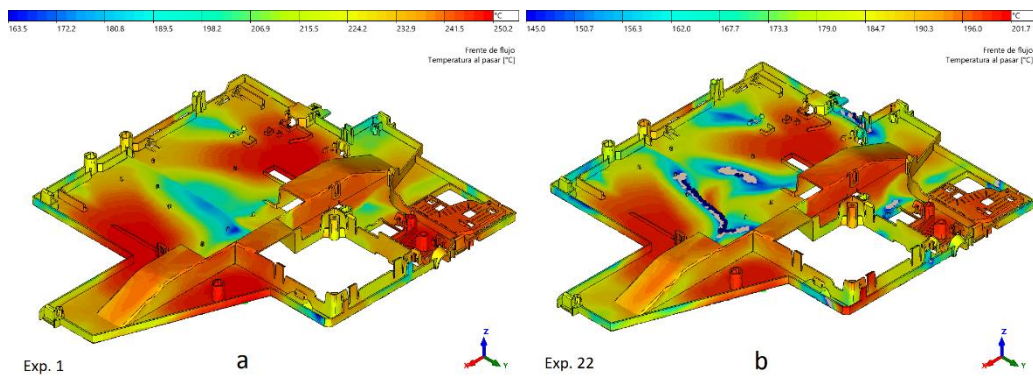 °C
163.5 172.2 180.8 189.5 198.2 206.9 215.5 224.2 232.9 241.5 250.2
Frente de flujo
Temperatura al pasar [°C]
Z
X Y
Exp. 1
a
°C
145.0 150.7 156.3 162.0 167.7 173.3 179.0 184.7 190.3 196.0 201.7
Frente de flujo
Temperatura al pasar [°C]
Z
X Y
Exp. 22
b